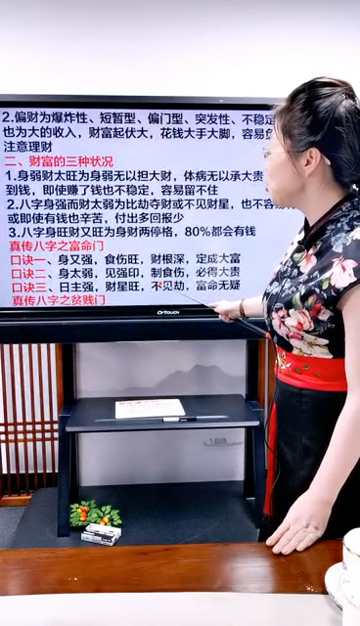 2.偏财为爆炸性、短暂型、偏门型、突发性、不稳定
也为大的收入，财富起伏大，花钱大手大脚，容易负
注意理财
二、财富的三种状况
1.身弱财太旺为身弱无以担大财，体病无以承大贵
到钱，即使赚了钱也不稳定，容易留不住
2.八字身强而财太弱为比劫夺财或不见财星，也不容
或即使有钱也辛苦，付出多回报少
3.八字身旺财又旺为身财两停格，80%都会有钱
真传八字之富命门
口诀一、身又强，食伤旺，财根深，定成大富
口诀二、身太弱，见强印，制食伤，必得大贵
口诀三、日主强，财星旺，不见劫，富命无疑
真传八字之贫贱门
OrTouch